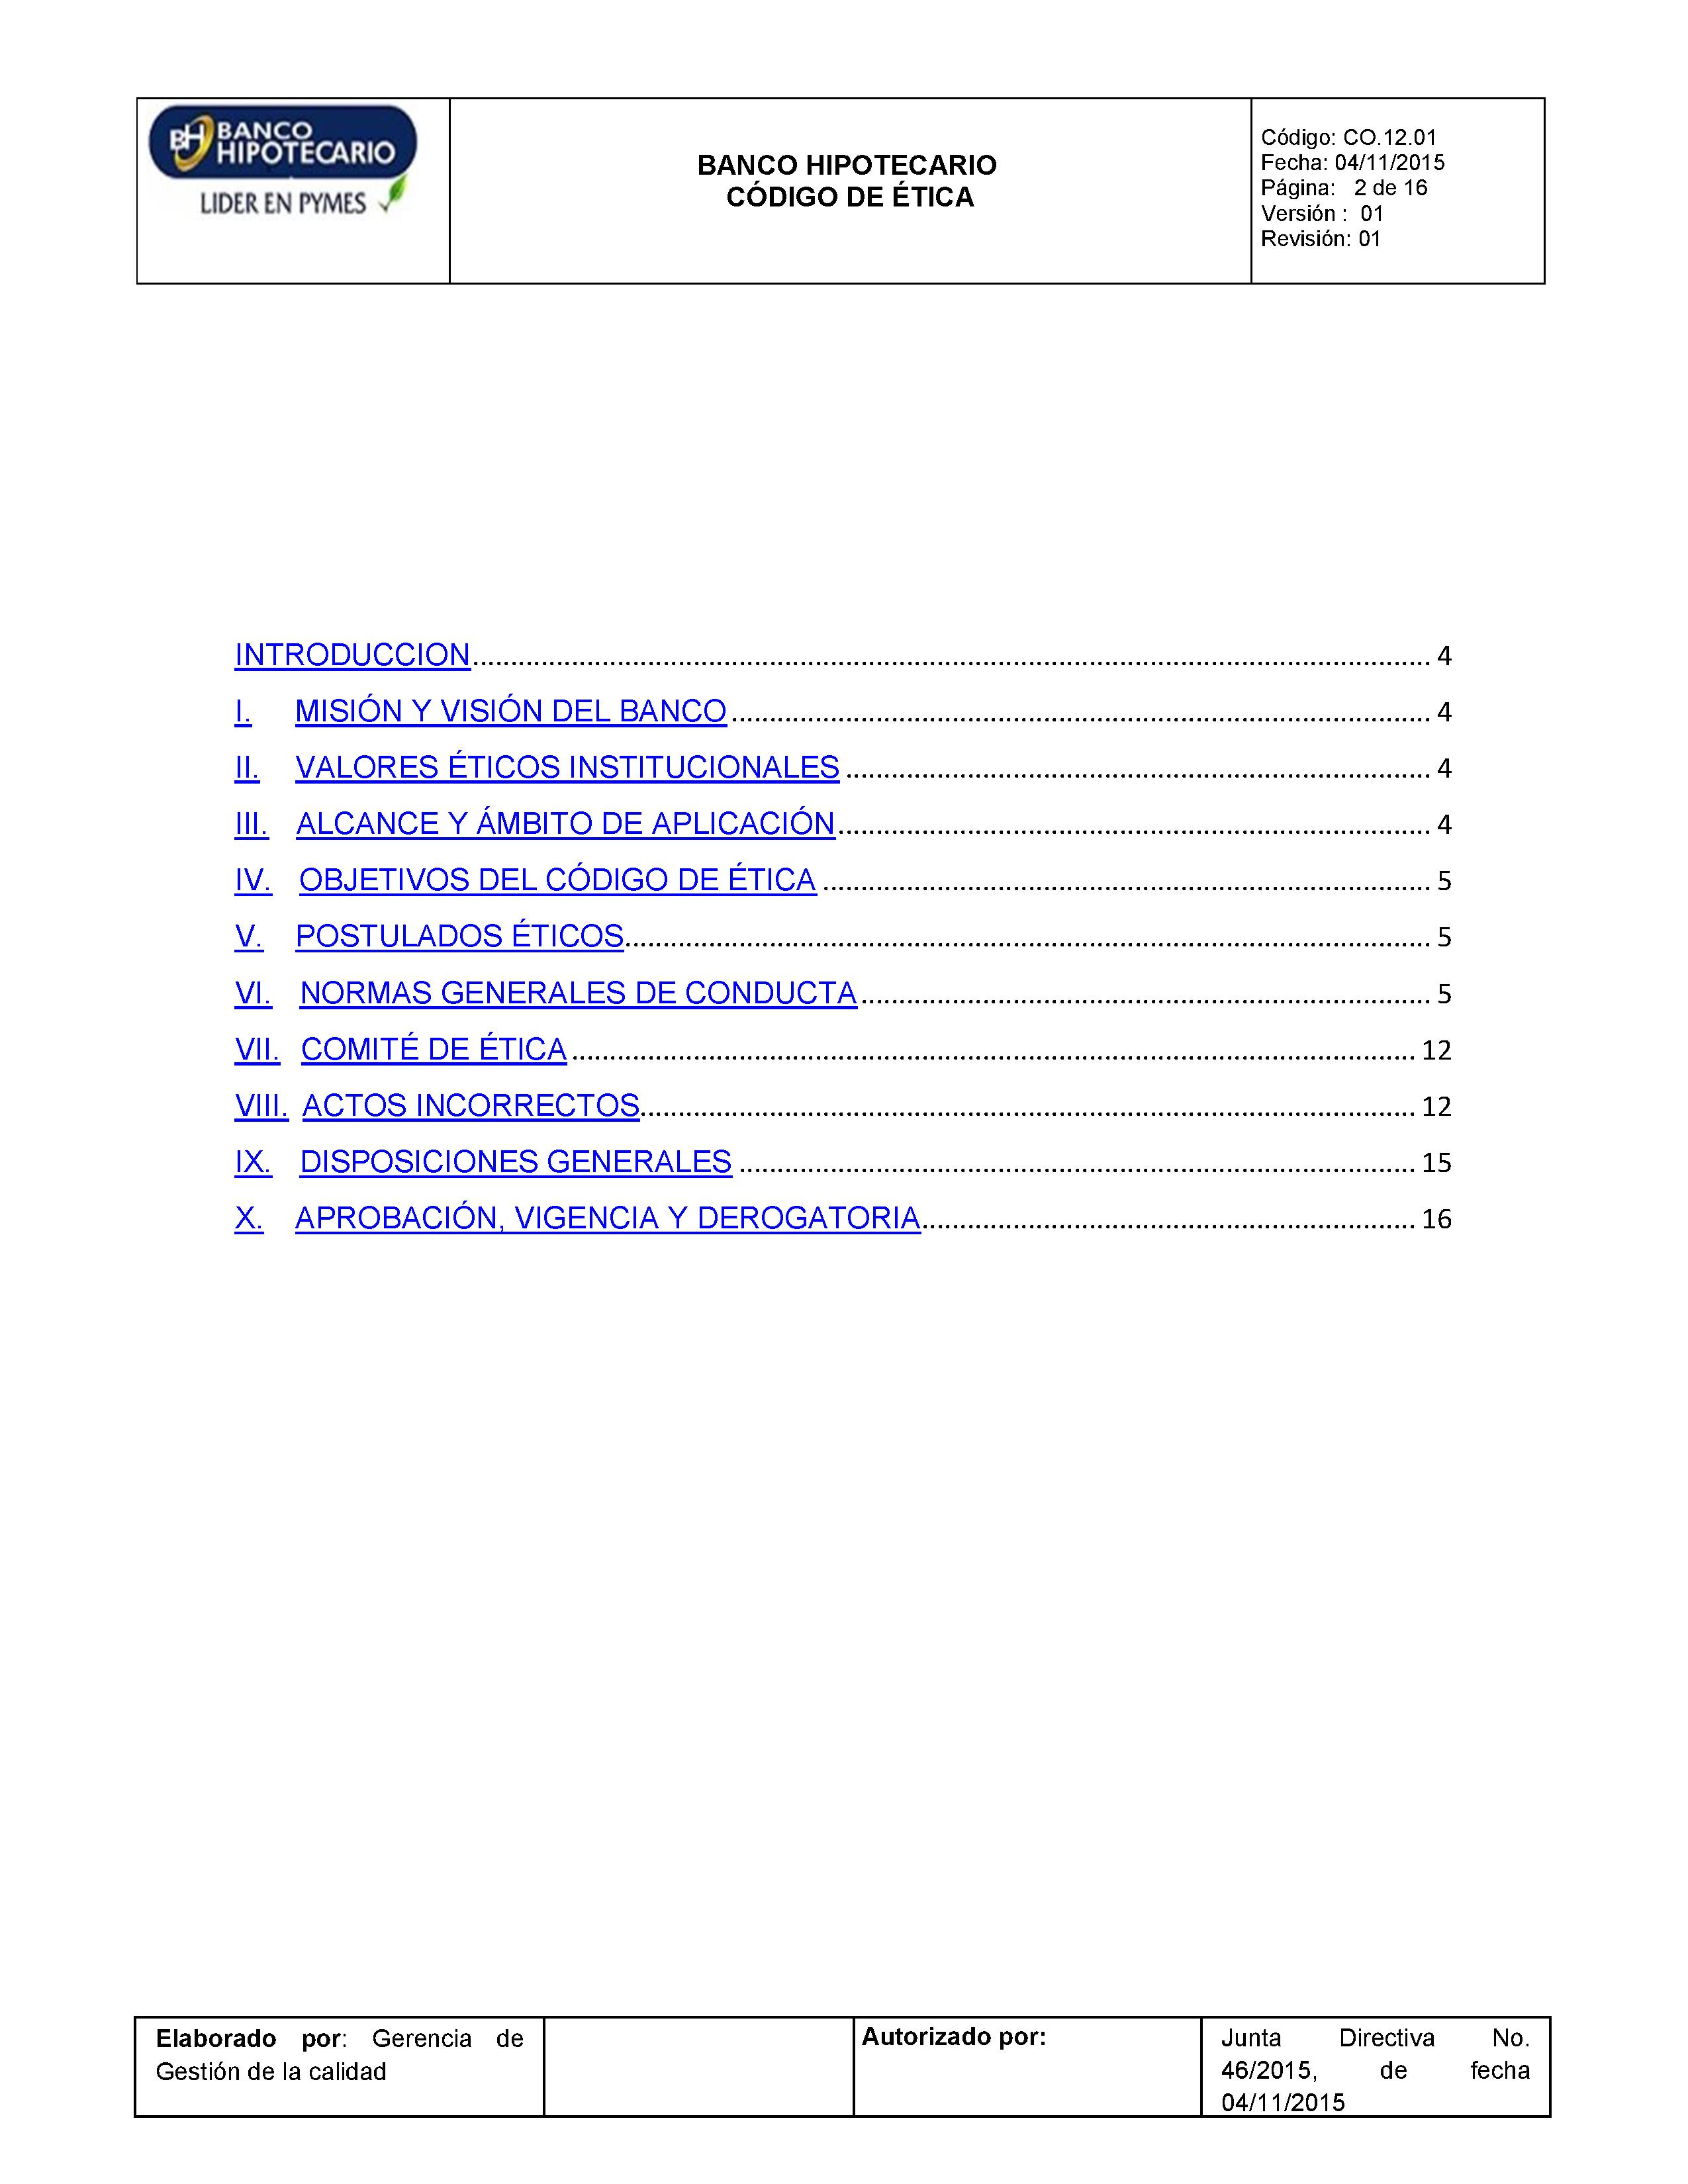 BANCO
HIPOTECARIO
LIDER EN PYMES
BANCO HIPOTECARIO
CÓDIGO DE ÉTICA
Código: CO.12.01
Fecha: 04/11/2015
Página: 2 de 16
Versión : 01
Revisión: 01
INTRODUCCION.......... 4
I. MISIÓN Y VISIÓN DEL BANCO.......... 4
II. VALORES ÉTICOS INSTITUCIONALES.......... 4
III. ALCANCE Y ÁMBITO DE APLICACIÓN.......... 4
IV. OBJETIVOS DEL CÓDIGO DE ÉTICA.......... 5
V. POSTULADOS ÉTICOS.......... 5
VI. NORMAS GENERALES DE CONDUCTA.......... 5
VII. COMITÉ DE ÉTICA.......... 12
VIII. ACTOS INCORRECTOS.......... 12
IX. DISPOSICIONES GENERALES.......... 15
X. APROBACIÓN, VIGENCIA Y DEROGATORIA.......... 16
Elaborado por: Gerencia de
Gestión de la calidad
Autorizado por:
Junta Directiva No.
46/2015, de fecha
04/11/2015